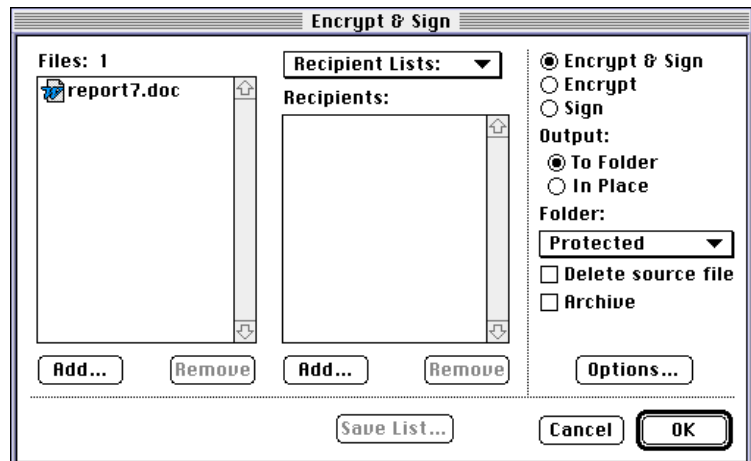 Encrypt & Sign
Files: 1
report7.doc
Add...
Remove
Recipient Lists:
Recipients:
Add...
Remove
Encrypt & Sign
Encrypt
Sign
Output:
To Folder
In Place
Folder:
Protected
Delete source file
Archive
Options...
Save List...
Cancel
OK